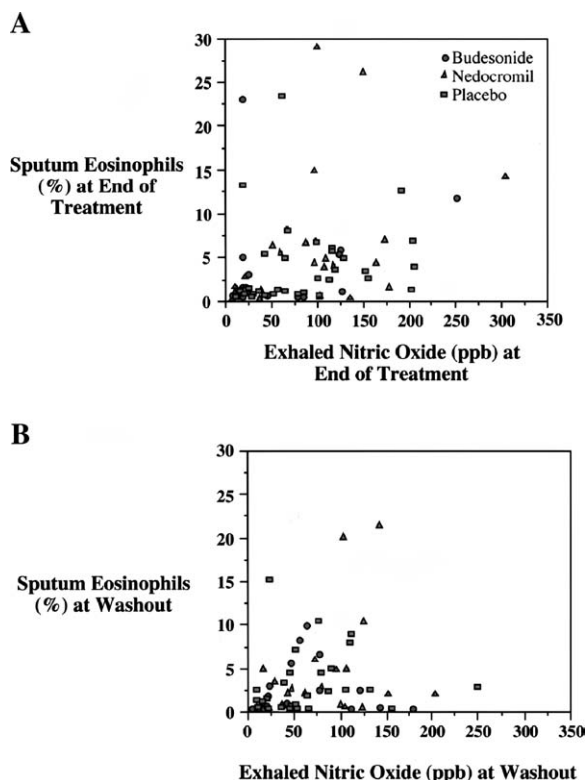 A
30
25
20
15
10
5
0
Budesonide
Nedocromil
Placebo
Sputum Eosinophils
(%) at End of
Treatment
0 50 100 150 200 250 300 350
Exhaled Nitric Oxide (ppb) at
End of Treatment
B
30
25
20
15
10
5
0
Sputum Eosinophils
(%) at Washout
0 50 100 150 200 250 300 350
Exhaled Nitric Oxide (ppb) at Washout